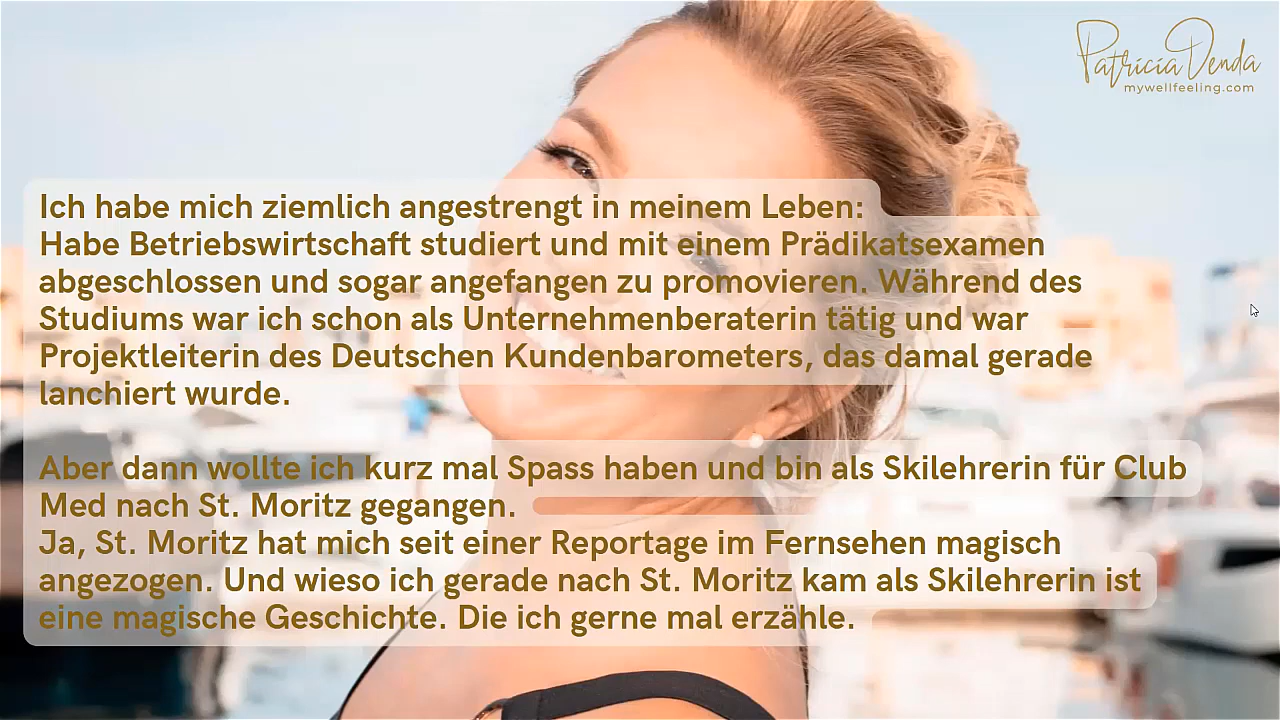 Patricia Denda
mywellfeeling.com
Ich habe mich ziemlich angestrengt in meinem Leben:
Habe Betriebswirtschaft studiert und mit einem Prädikatsexamen
abgeschlossen und sogar angefangen zu promovieren. Während des
Studiums war ich schon als Unternehmenberaterin tätig und war
Projektleiterin des Deutschen Kundenbarometers, das damal gerade
lanchiert wurde.
Aber dann wollte ich kurz mal Spass haben und bin als Skilehrerin für Club
Med nach St. Moritz gegangen.
Ja, St. Moritz hat mich seit einer Reportage im Fernsehen magisch
angezogen. Und wieso ich gerade nach St. Moritz kam als Skilehrerin ist
eine magische Geschichte. Die ich gerne mal erzähle.